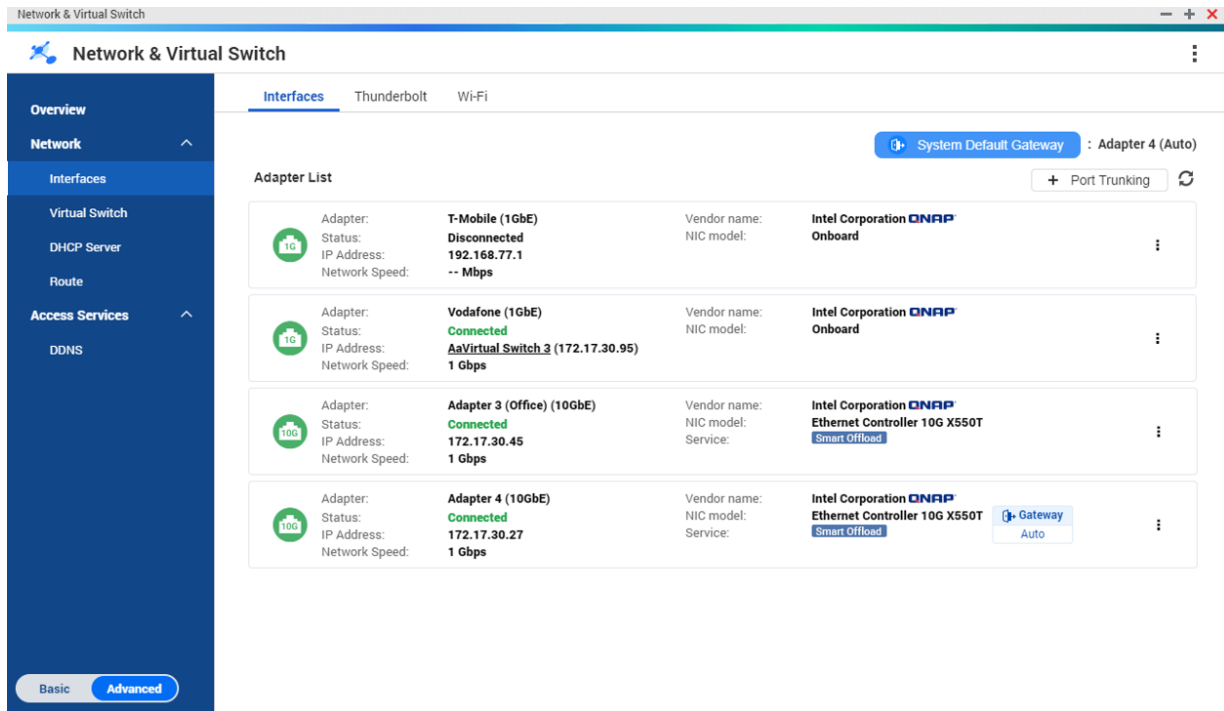 Network & Virtual Switch
Network & Virtual Switch
Overview
Network
Interfaces
Virtual Switch
DHCP Server
Route
Access Services
DDNS
Basic Advanced
Interfaces Thunderbolt Wi-Fi
System Default Gateway : Adapter 4 (Auto)
Adapter List
+ Port Trunking
1G
Adapter: T-Mobile (1GbE) Vendor name: Intel Corporation QNAP
Status: Disconnected NIC model: Onboard
IP Address: 192.168.77.1
Network Speed: -- Mbps
1G
Adapter: Vodafone (1GbE) Vendor name: Intel Corporation QNAP
Status: Connected NIC model: Onboard
IP Address: AaVirtual Switch 3 (172.17.30.95)
Network Speed: 1 Gbps
10G
Adapter: Adapter 3 (Office) (10GbE) Vendor name: Intel Corporation QNAP
Status: Connected NIC model: Ethernet Controller 10G X550T
IP Address: 172.17.30.45 Service: Smart Offload
Network Speed: 1 Gbps
10G
Adapter: Adapter 4 (10GbE) Vendor name: Intel Corporation QNAP
Status: Connected NIC model: Ethernet Controller 10G X550T Gateway
IP Address: 172.17.30.27 Service: Smart Offload Auto
Network Speed: 1 Gbps